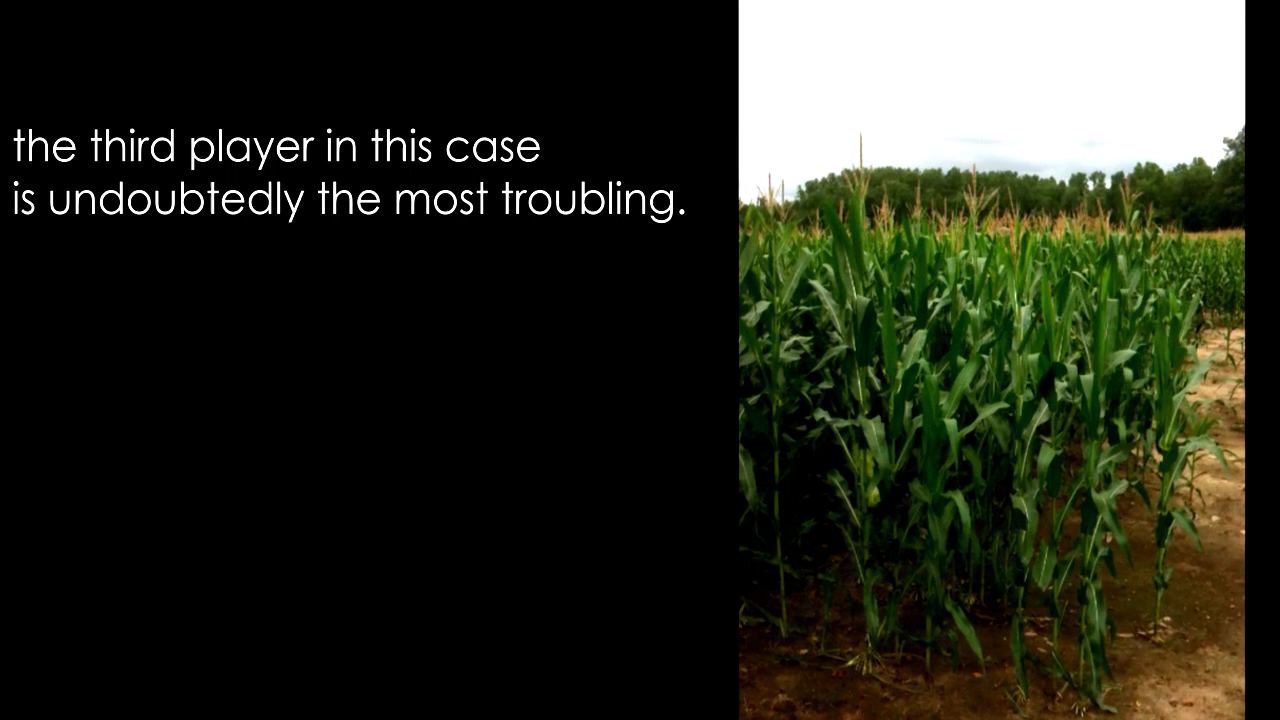 the third player in this case
is undoubtedly the most troubling.